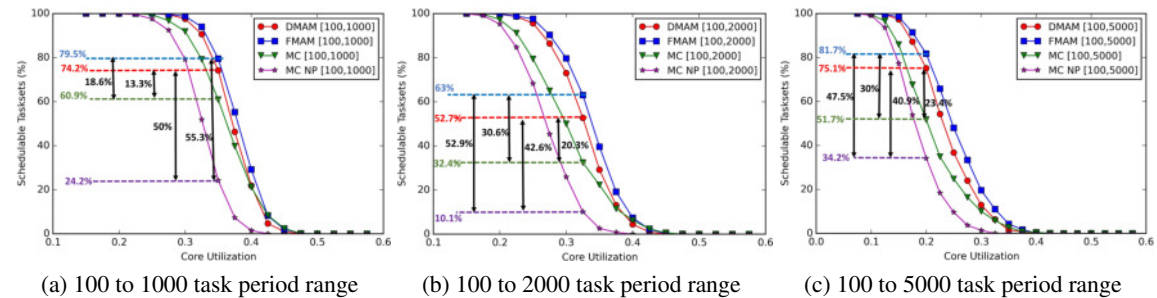 Schedulable Tasksets (%)
100
80
60
40
20
0
0.1 0.2 0.3 0.4 0.5 0.6
Core Utilization
DMAM [100,1000]
FMAM [100,1000]
MC [100,1000]
MC NP [100,1000]
79.5%
74.2%
18.6% 13.3%
60.9%
50%
55.3%
24.2%
(a) 100 to 1000 task period range
Schedulable Tasksets (%)
100
80
60
40
20
0
0.1 0.2 0.3 0.4 0.5 0.6
Core Utilization
DMAM [100,2000]
FMAM [100,2000]
MC [100,2000]
MC NP [100,2000]
63%
52.7%
30.6%
52.9% 42.6% 20.3%
32.4%
10.1%
(b) 100 to 2000 task period range
Schedulable Tasksets (%)
100
80
60
40
20
0
0.0 0.1 0.2 0.3 0.4 0.5 0.6
Core Utilization
DMAM [100,5000]
FMAM [100,5000]
MC [100,5000]
MC NP [100,5000]
81.7%
75.1%
30%
47.5% 40.9% 23.4%
51.7%
34.2%
(c) 100 to 5000 task period range